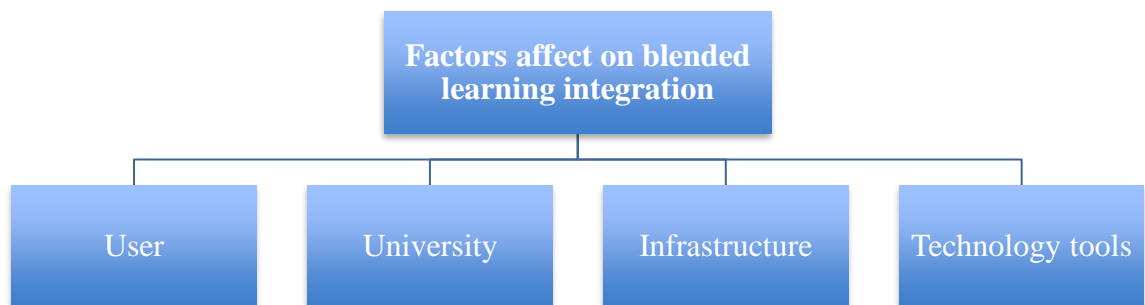 Factors affect on blended
learning integration
User
University
Infrastructure
Technology tools